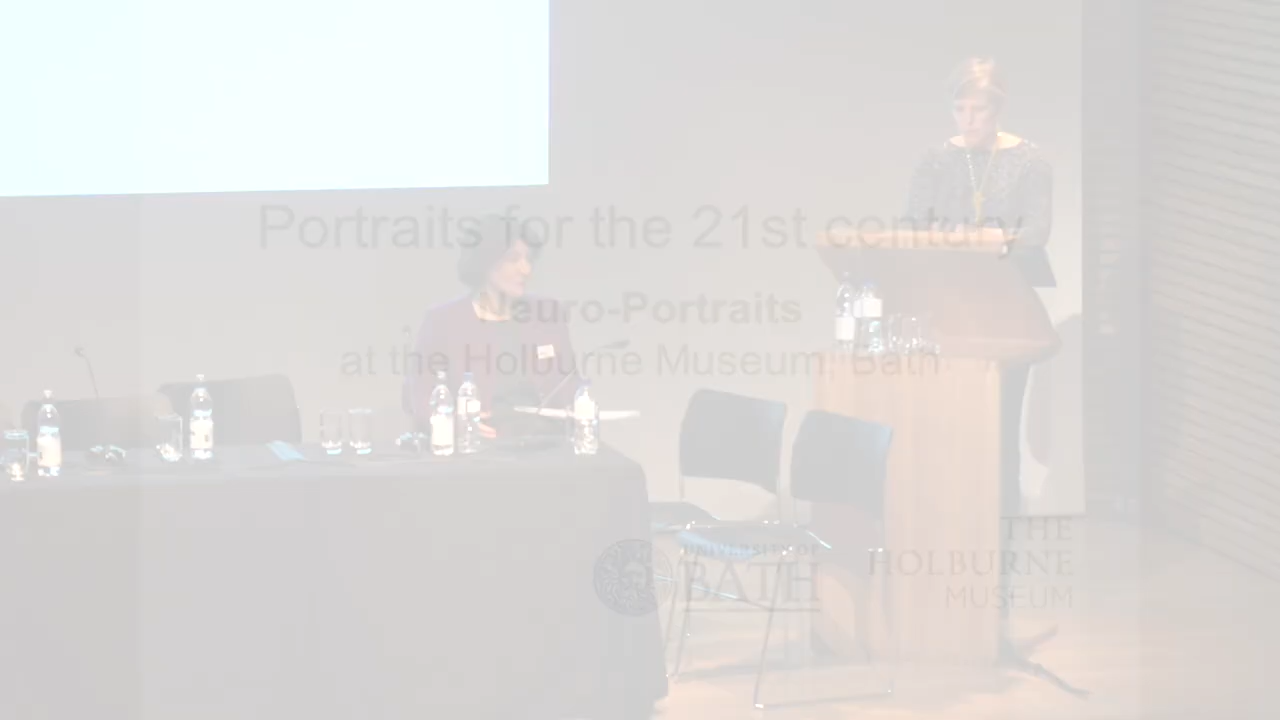 Portraits for the 21st century
Neuro-Portraits
at the Holburne Museum, Bath
UNIVERSITY OF
BATH
THE
HOLBURNE
MUSEUM